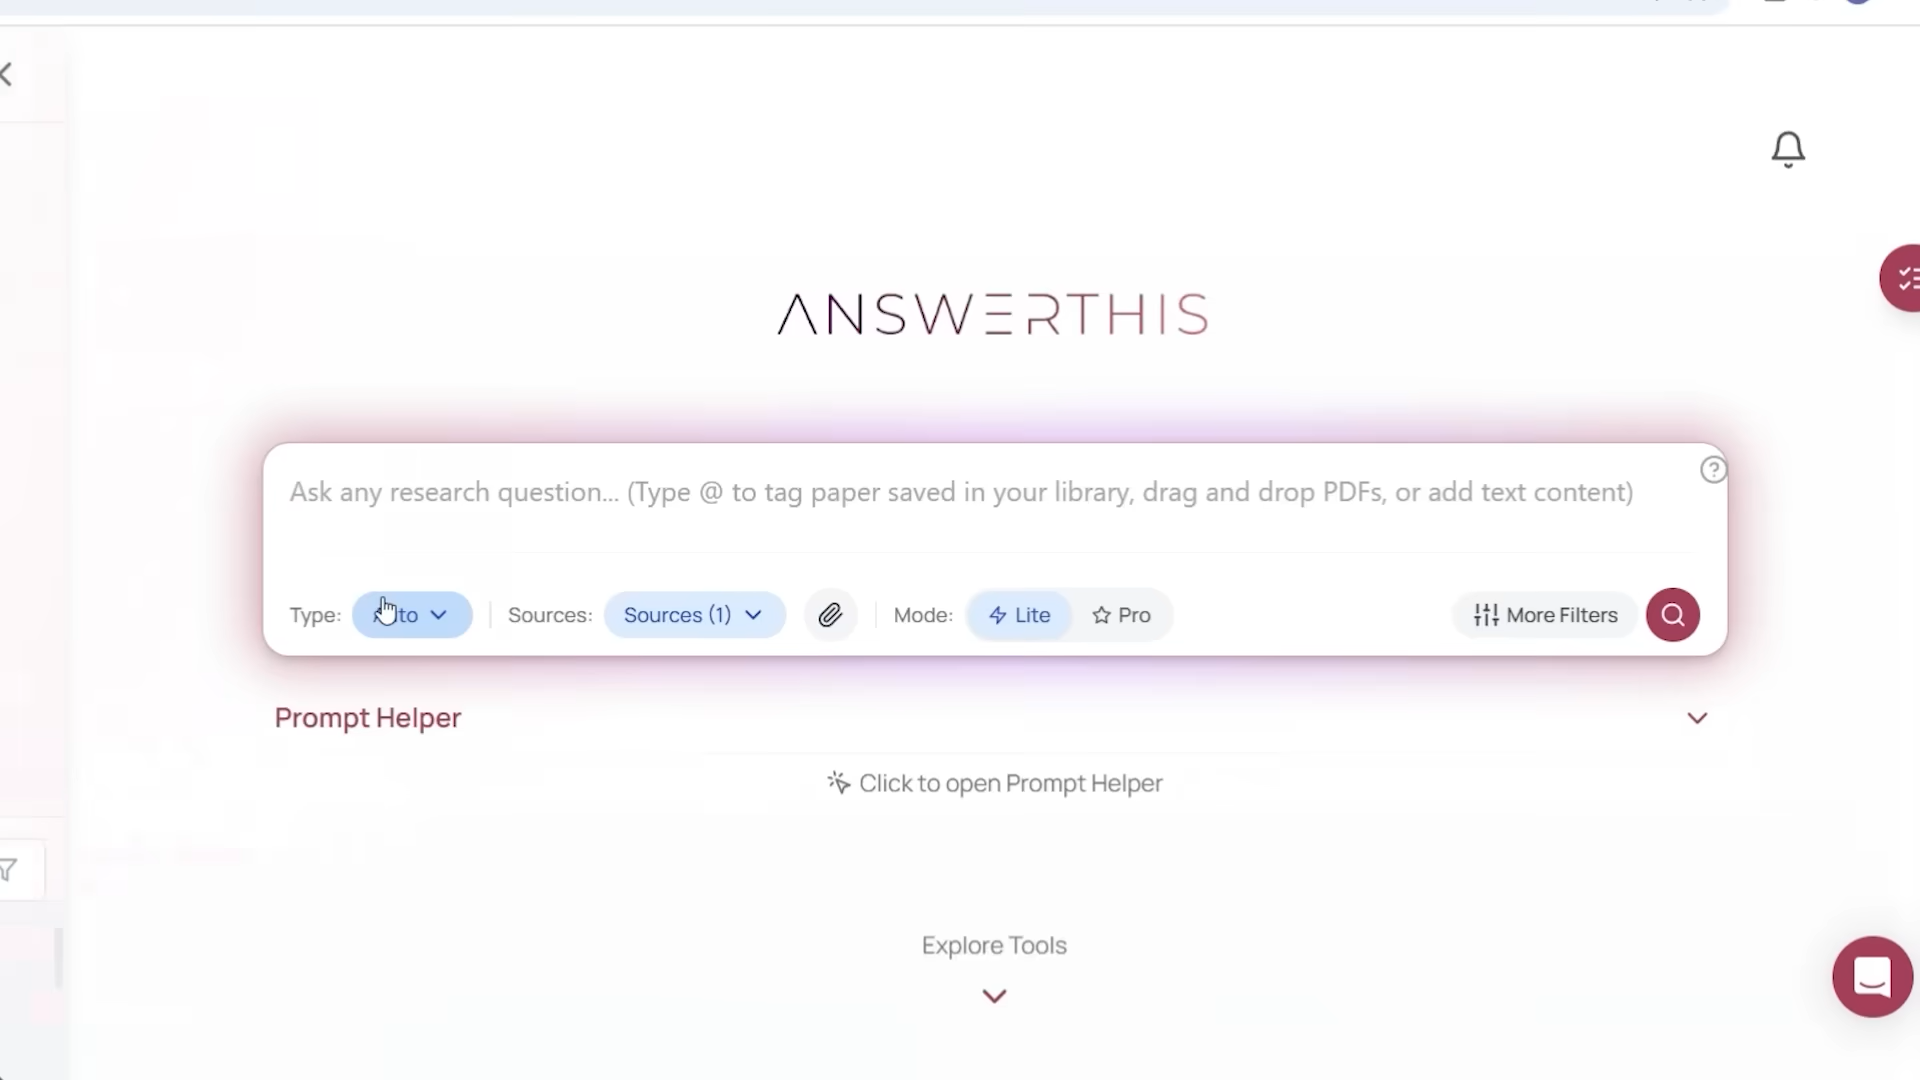 ANSWERTHIS
Ask any research question... (Type @ to tag paper saved in your library, drag and drop PDFs, or add text content)
Type: Auto Sources: Sources (1) Mode: Lite Pro More Filters
Prompt Helper
Click to open Prompt Helper
Explore Tools